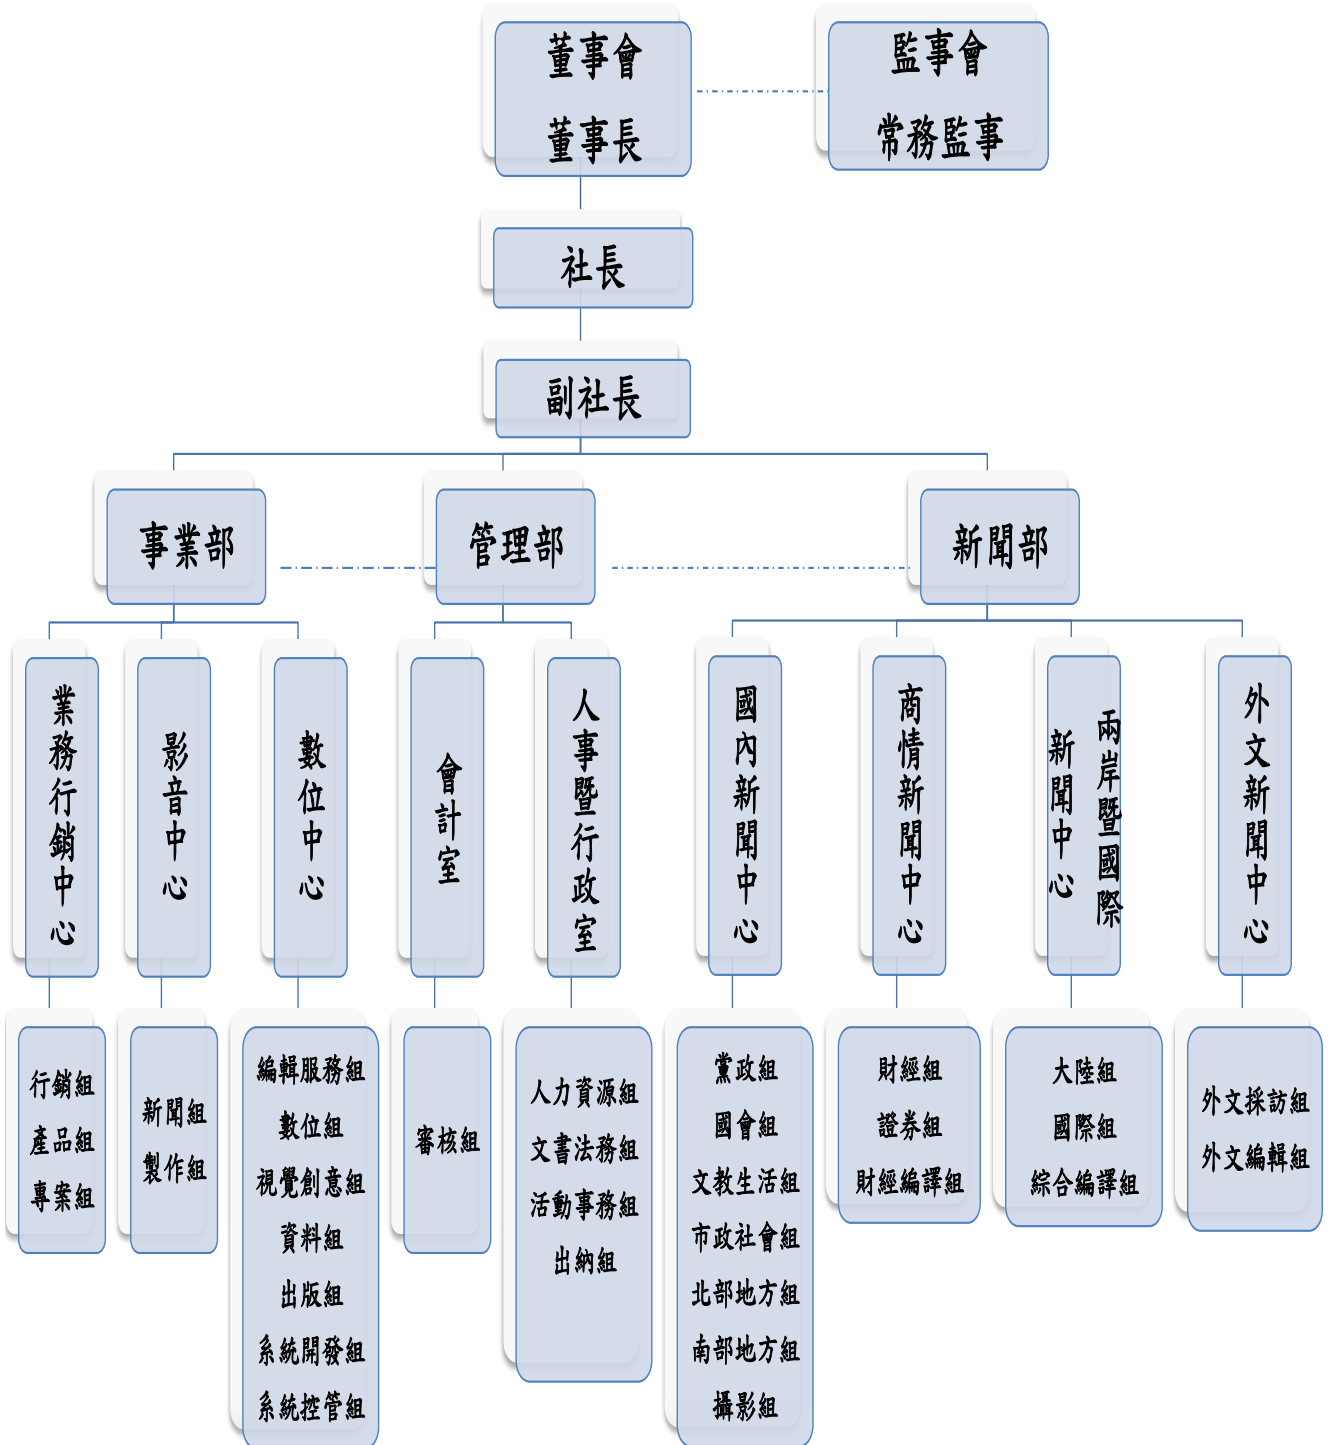 董事會
董事長
監事會
常務監事
社長
副社長
事業部
管理部
新聞部
業務行銷中心
影音中心
數位中心
會計室
人事暨行政室
國內新聞中心
商情新聞中心
兩岸暨國際
新聞中心
外文新聞中心
行銷組
產品組
專案組
新聞組
製作組
編輯服務組
數位組
視覺創意組
資料組
出版組
系統開發組
系統控管組
審核組
人力資源組
文書法務組
活動事務組
出納組
黨政組
國會組
文教生活組
市政社會組
北部地方組
南部地方組
攝影組
財經組
證券組
財經編譯組
大陸組
國際組
綜合編譯組
外文採訪組
外文編輯組